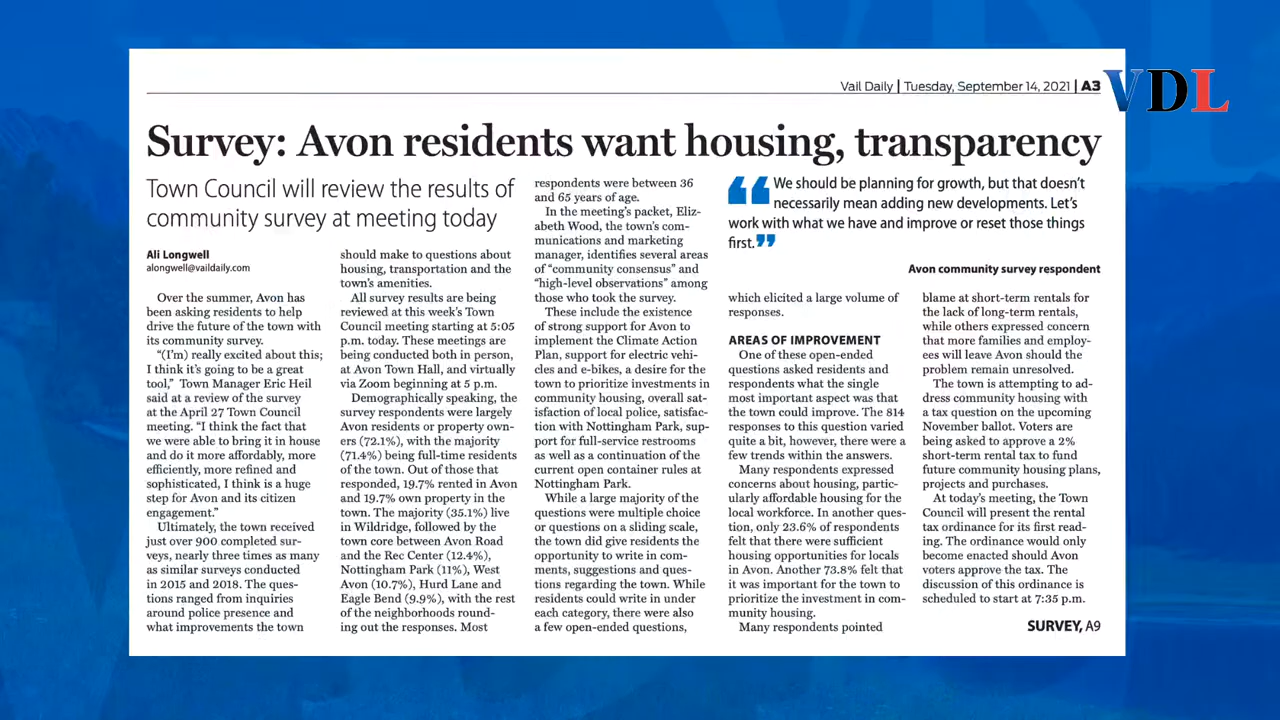 Vail Daily | Tuesday, September 14, 2021 | A3
VDL
Survey: Avon residents want housing, transparency
Town Council will review the results of
community survey at meeting today
Ali Longwell
alongwell@vaildaily.com
Over the summer, Avon has
been asking residents to help
drive the future of the town with
its community survey.
“(I’m) really excited about this;
I think it’s going to be a great
tool,” Town Manager Eric Heil
said at a review of the survey
at the April 27 Town Council
meeting. “I think the fact that
we were able to bring it in house
and do it more affordably, more
efficiently, more refined and
sophisticated, I think is a huge
step for Avon and its citizen
engagement.”
Ultimately, the town received
just over 900 completed sur-
veys, nearly three times as many
as similar surveys conducted
in 2015 and 2018. The ques-
tions ranged from inquiries
around police presence and
what improvements the town
should make to questions about
housing, transportation and the
town’s amenities.
All survey results are being
reviewed at this week’s Town
Council meeting starting at 5:05
p.m. today. These meetings are
being conducted both in person,
at Avon Town Hall, and virtually
via Zoom beginning at 5 p.m.
Demographically speaking, the
survey respondents were largely
Avon residents or property own-
ers (72.1%), with the majority
(71.4%) being full-time residents
of the town. Out of those that
responded, 19.7% rented in Avon
and 19.7% own property in the
town. The majority (35.1%) live
in Wildridge, followed by the
town core between Avon Road
and the Rec Center (12.4%),
Nottingham Park (11%), West
Avon (10.7%), Hurd Lane and
Eagle Bend (9.9%), with the rest
of the neighborhoods round-
ing out the responses. Most
respondents were between 36
and 65 years of age.
In the meeting’s packet, Eliz-
abeth Wood, the town’s com-
munications and marketing
manager, identifies several areas
of “community consensus” and
“high-level observations” among
those who took the survey.
These include the existence
of strong support for Avon to
implement the Climate Action
Plan, support for electric vehi-
cles and e-bikes, a desire for the
town to prioritize investments in
community housing, overall sat-
isfaction of local police, satisfac-
tion with Nottingham Park, sup-
port for full-service restrooms
as well as a continuation of the
current open container rules at
Nottingham Park.
While a large majority of the
questions were multiple choice
or questions on a sliding scale,
the town did give residents the
opportunity to write in com-
ments, suggestions and ques-
tions regarding the town. While
residents could write in under
each category, there were also
a few open-ended questions,
“We should be planning for growth, but that doesn’t
necessarily mean adding new developments. Let’s
work with what we have and improve or reset those things
first.”
Avon community survey respondent
which elicited a large volume of
responses.
AREAS OF IMPROVEMENT
One of these open-ended
questions asked residents and
respondents what the single
most important aspect was that
the town could improve. The 814
responses to this question varied
quite a bit, however, there were a
few trends within the answers.
Many respondents expressed
concerns about housing, partic-
ularly affordable housing for the
local workforce. In another ques-
tion, only 23.6% of respondents
felt that there were sufficient
housing opportunities for locals
in Avon. Another 73.8% felt that
it was important for the town to
prioritize the investment in com-
munity housing.
Many respondents pointed
blame at short-term rentals for
the lack of long-term rentals,
while others expressed concern
that more families and employ-
ees will leave Avon should the
problem remain unresolved.
The town is attempting to ad-
dress community housing with
a tax question on the upcoming
November ballot. Voters are
being asked to approve a 2%
short-term rental tax to fund
future community housing plans,
projects and purchases.
At today’s meeting, the Town
Council will present the rental
tax ordinance for its first read-
ing. The ordinance would only
become enacted should Avon
voters approve the tax. The
discussion of this ordinance is
scheduled to start at 7:35 p.m.
SURVEY, A9